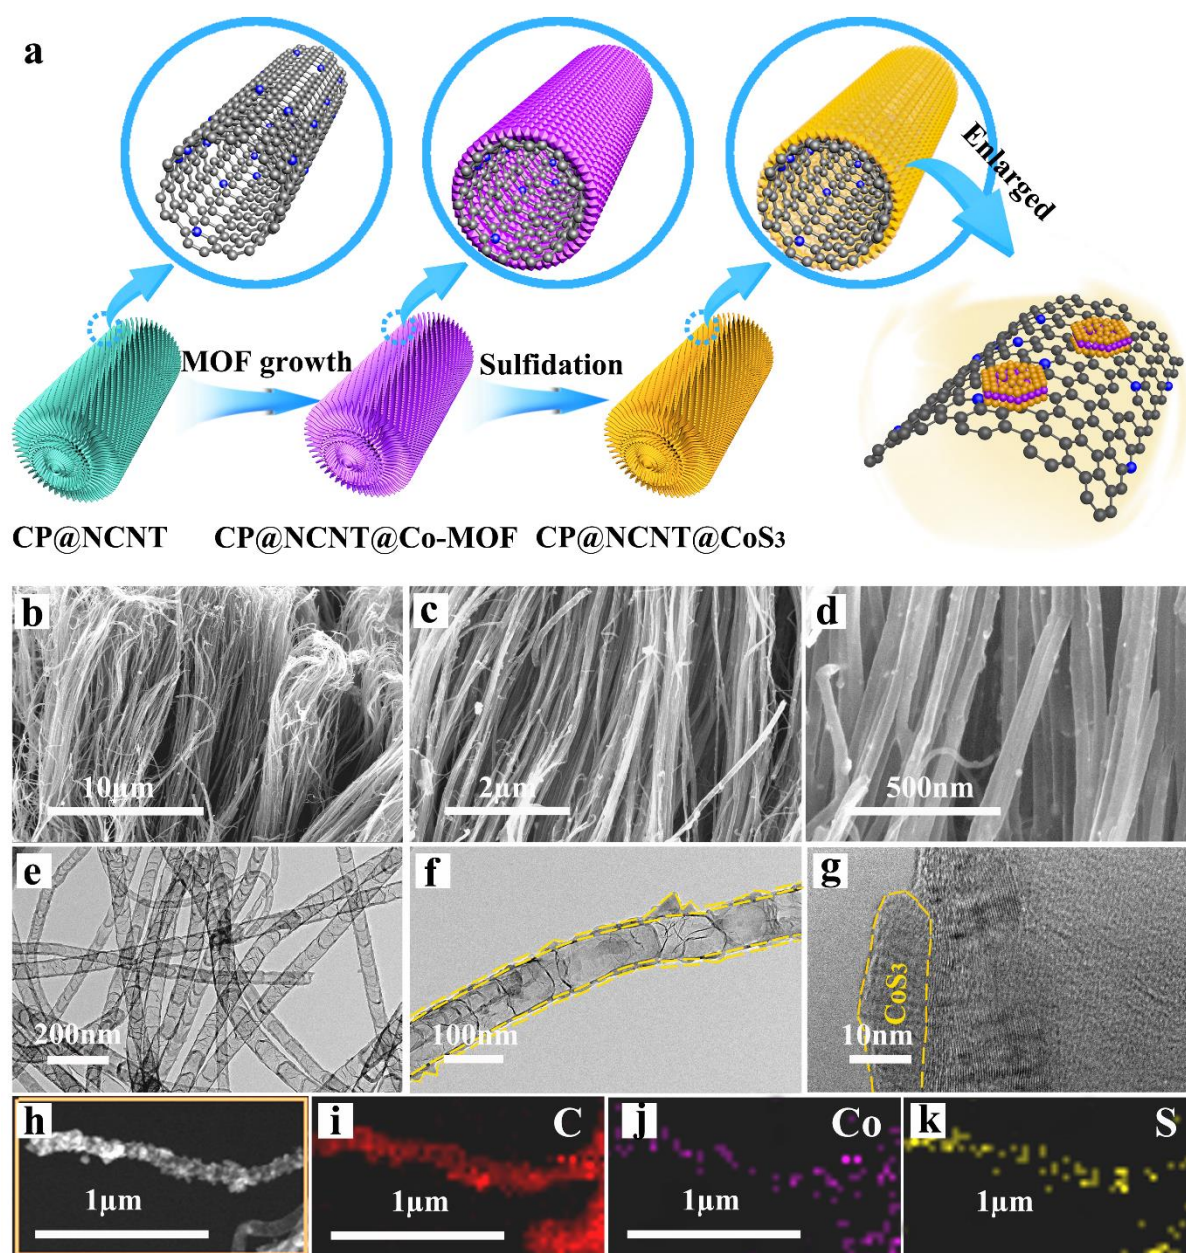 a
Enlarged
MOF growth
Sulfidation
CP@NCNT
CP@NCNT@Co-MOF
CP@NCNT@CoS3
b
10μm
c
2μm
d
500nm
e
200nm
f
100nm
g
CoS3
10nm
h
1μm
i
C
1μm
j
Co
1μm
k
S
1μm